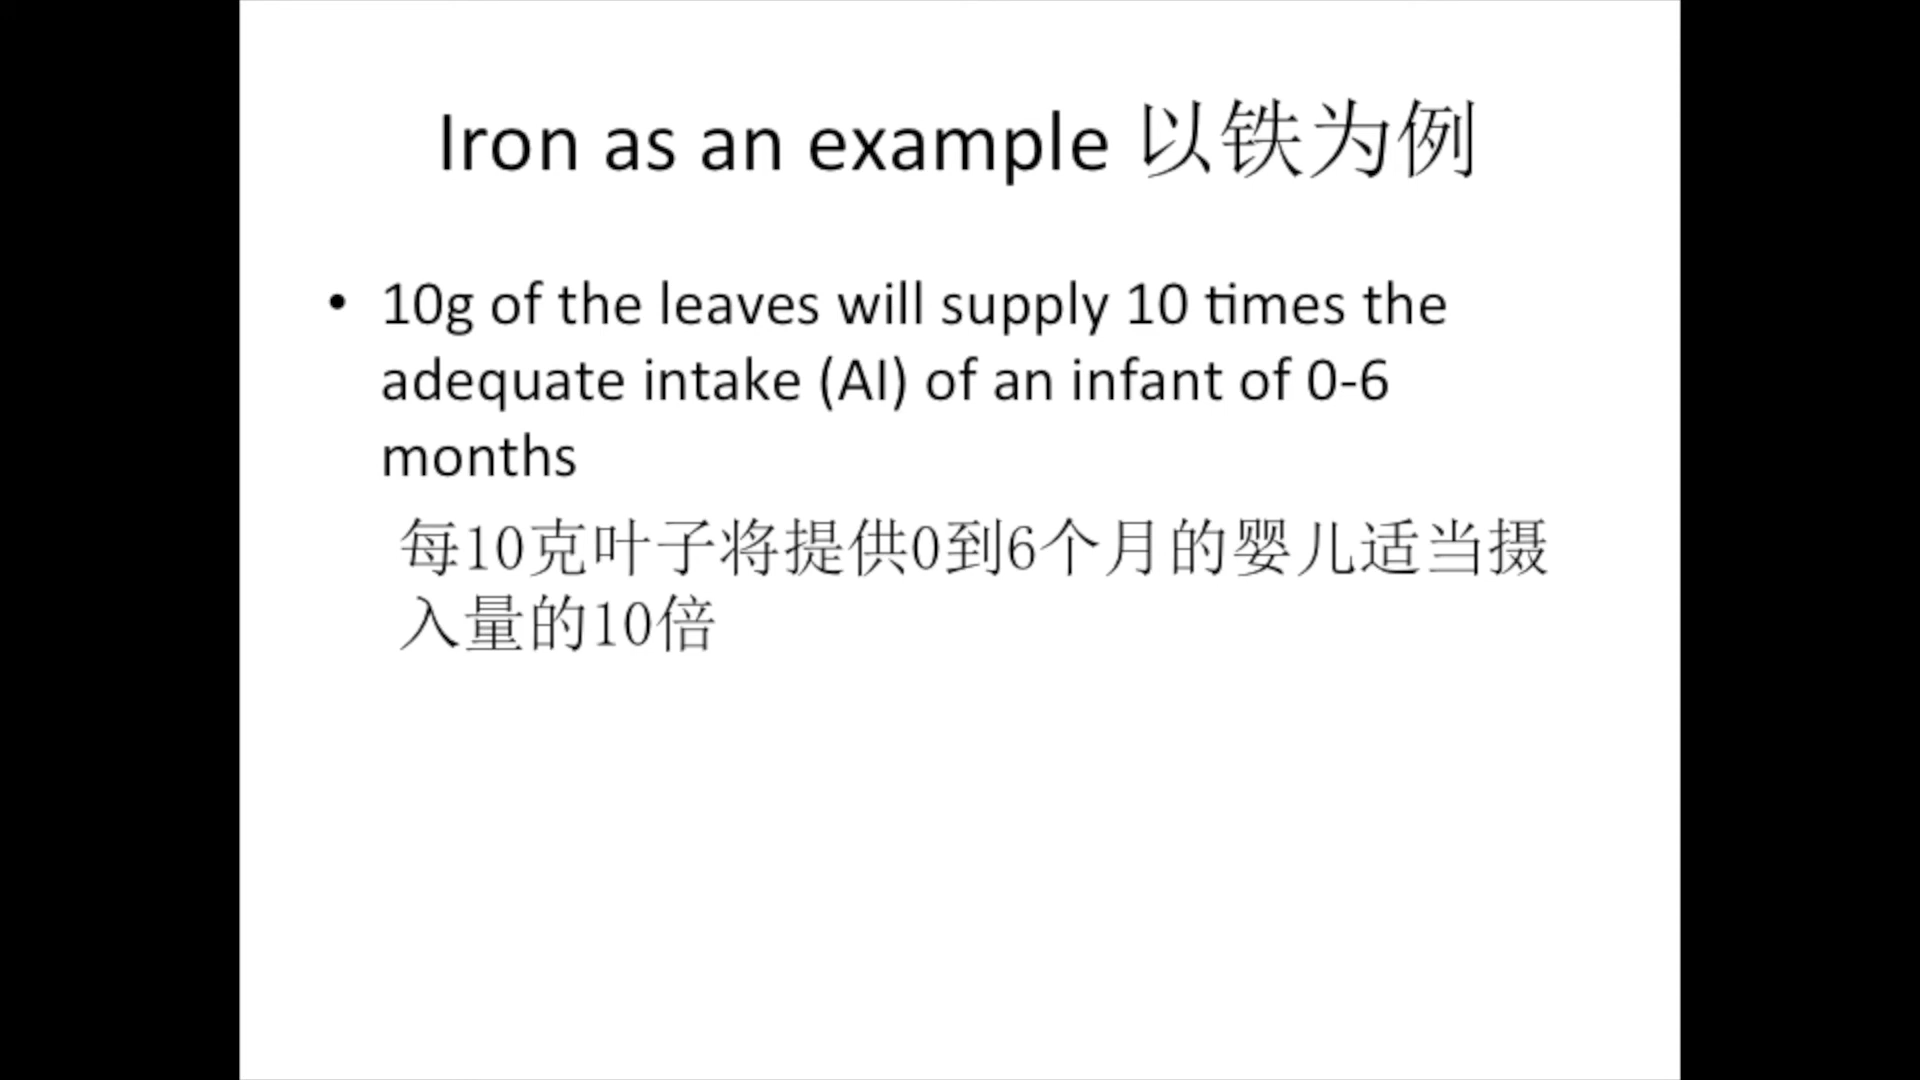 Iron as an example 以铁为例
• 10g of the leaves will supply 10 times the
adequate intake (AI) of an infant of 0-6
months
每10克叶子将提供0到6个月的婴儿适当摄
入量的10倍